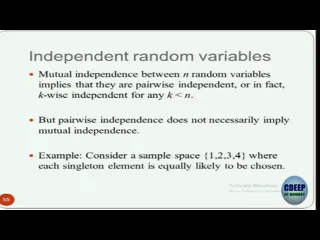 Independent random variables
• Mutual independence between n random variables
implies that they are pairwise independent, or in fact,
k-wise independent for any k < n.
• But pairwise independence does not necessarily imply
mutual independence.
• Example: Consider a sample space {1,2,3,4} where
each singleton element is equally likely to be chosen.
CDEEP
IIT BOMBAY